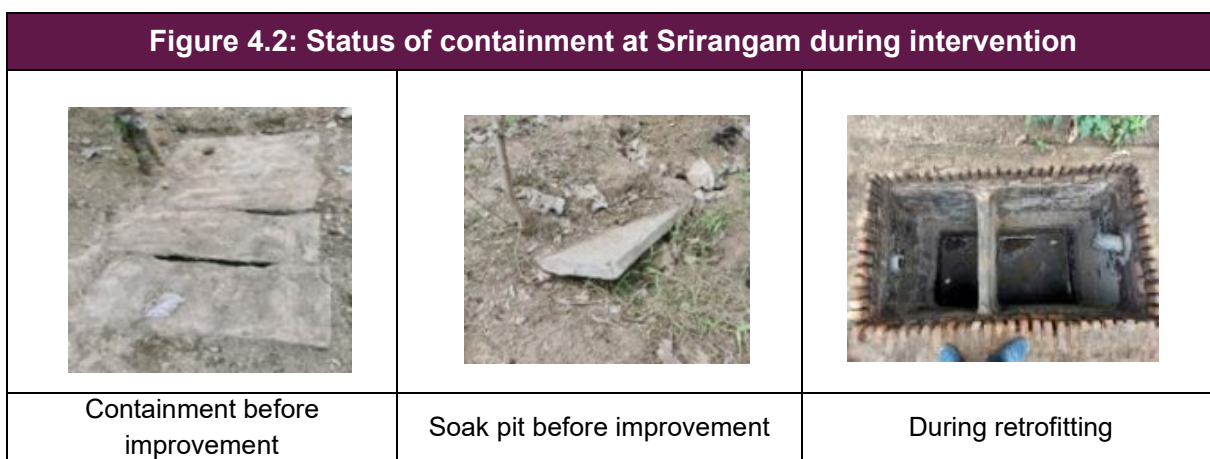 Figure 4.2: Status of containment at Srirangam during intervention
Containment before
improvement
Soak pit before improvement
During retrofitting